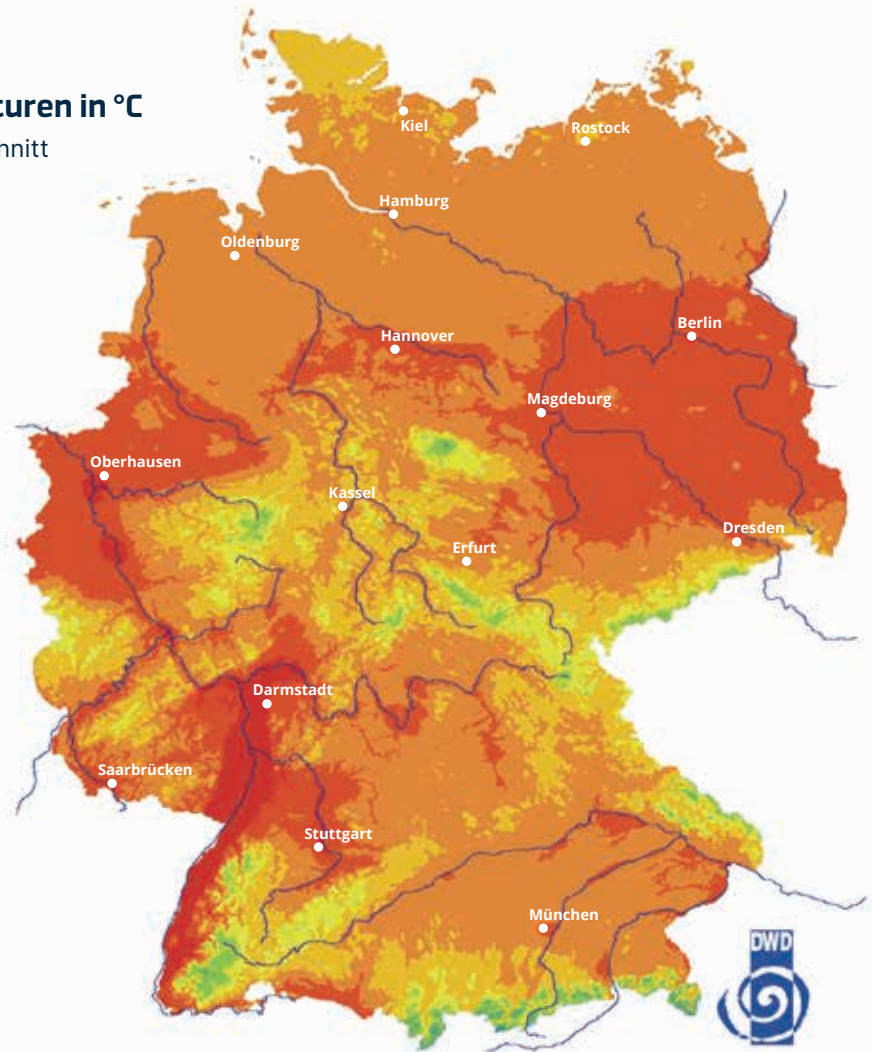 turen in °C
hnitt
Kiel
Rostock
Hamburg
Oldenburg
Berlin
Hannover
Magdeburg
Oberhausen
Kassel
Dresden
Erfurt
Darmstadt
Saarbrücken
Stuttgart
München
DWD